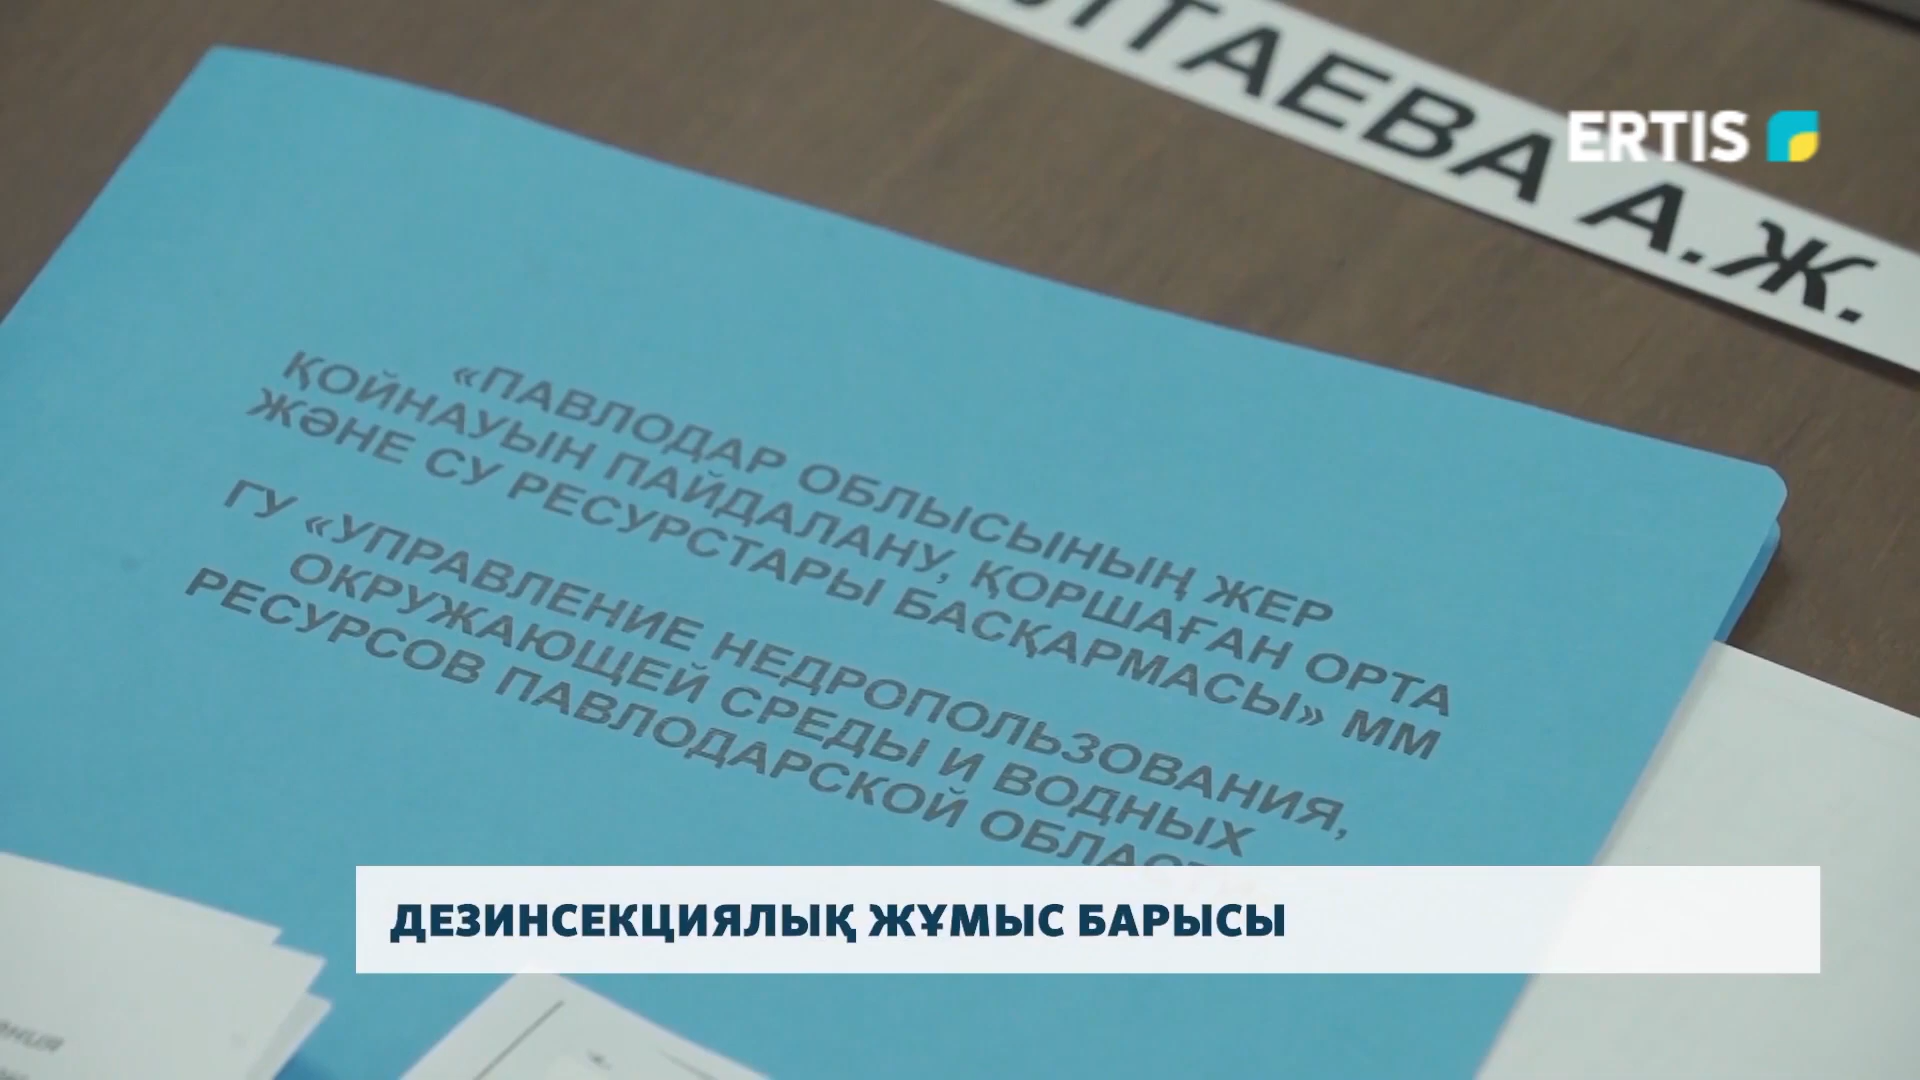 ЛТАЕВА А.Ж.
ERTIS
«ПАВЛОДАР ОБЛЫСЫНЫҢ ЖЕР
ҚОЙНАУЫН ПАЙДАЛАНУ, ҚОРШАҒАН ОРТА
ЖӘНЕ СУ РЕСУРСТАРЫ БАСҚАРМАСЫ» ММ
ГУ «УПРАВЛЕНИЕ НЕДРОПОЛЬЗОВАНИЯ,
ОКРУЖАЮЩЕЙ СРЕДЫ И ВОДНЫХ
РЕСУРСОВ ПАВЛОДАРСКОЙ
ДЕЗИНСЕКЦИЯЛЫҚ ЖҰМЫС БАРЫСЫ